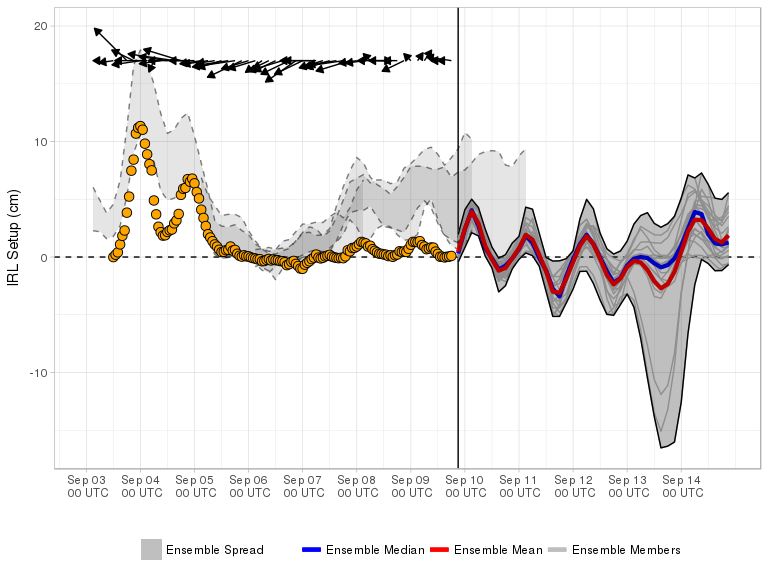 20
10
0
-10
IRL Setup (cm)
Sep 03 Sep 04 Sep 05 Sep 06 Sep 07 Sep 08 Sep 09 Sep 10 Sep 11 Sep 12 Sep 13 Sep 14
00 UTC 00 UTC 00 UTC 00 UTC 00 UTC 00 UTC 00 UTC 00 UTC 00 UTC 00 UTC 00 UTC 00 UTC
Ensemble Spread Ensemble Median Ensemble Mean Ensemble Members